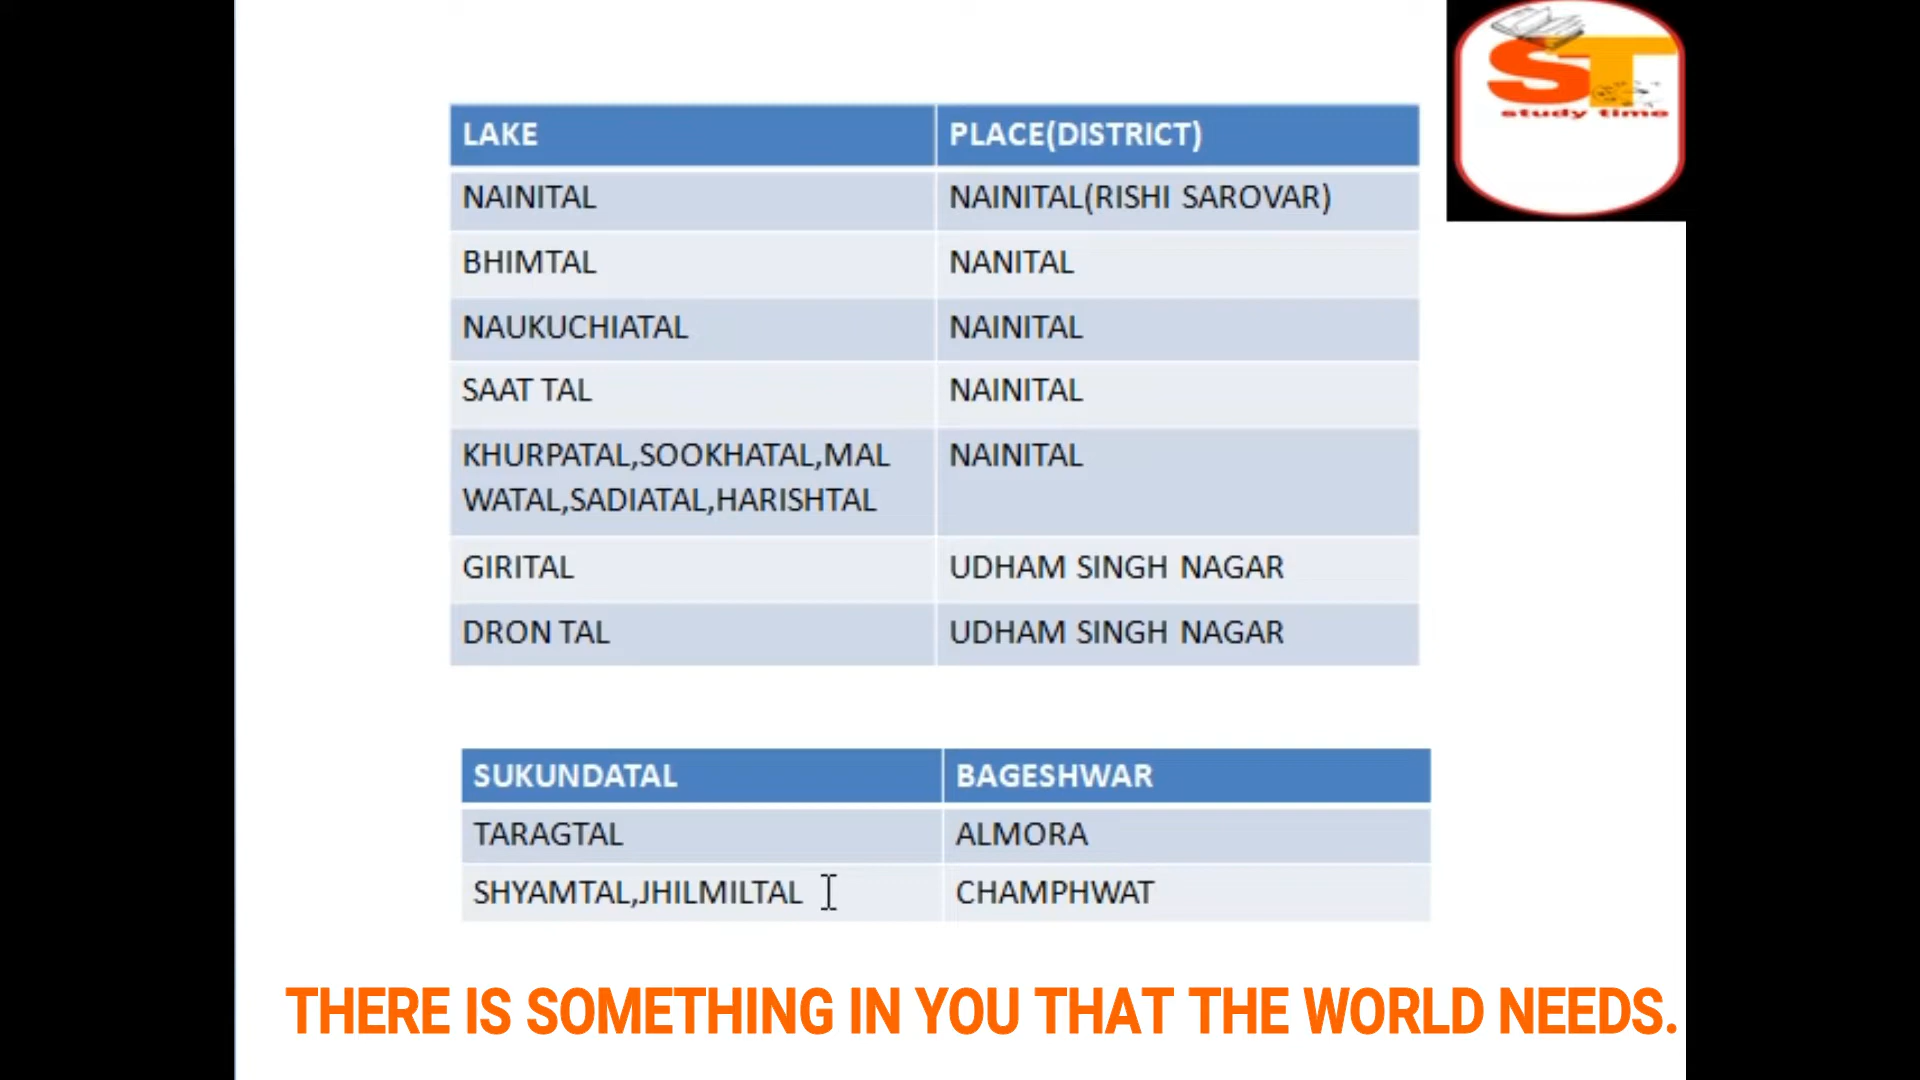 ST
study time
LAKE PLACE(DISTRICT)
NAINITAL NAINITAL(RISHI SAROVAR)
BHIMTAL NANITAL
NAUKUCHIATAL NAINITAL
SAAT TAL NAINITAL
KHURPATAL,SOOKHATAL,MAL NAINITAL
WATAL,SADIATAL,HARISHTAL
GIRITAL UDHAM SINGH NAGAR
DRON TAL UDHAM SINGH NAGAR
SUKUNDATAL BAGESHWAR
TARAGTAL ALMORA
SHYAMTAL,JHILMILTAL CHAMPHWAT
THERE IS SOMETHING IN YOU THAT THE WORLD NEEDS.